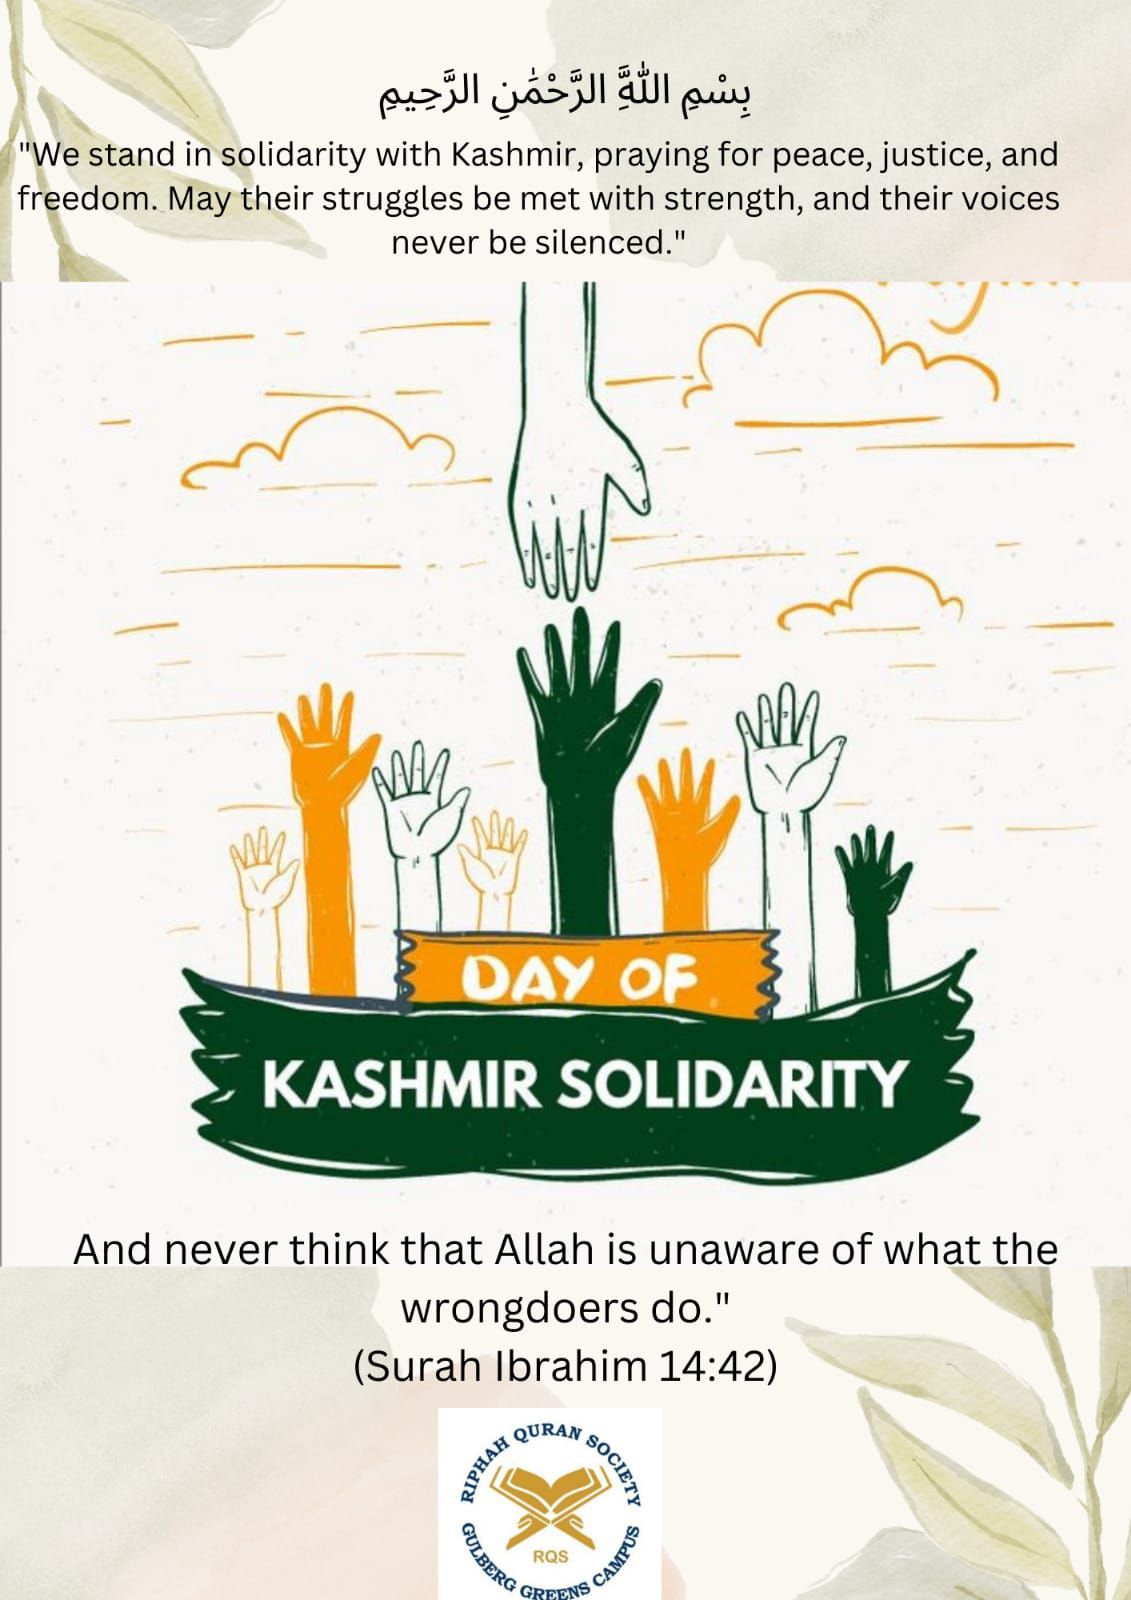 بِسْمِ اللَّهِ الرَّحْمَٰنِ الرَّحِيمِ
"We stand in solidarity with Kashmir, praying for peace, justice, and
freedom. May their struggles be met with strength, and their voices
never be silenced."
DAY OF
KASHMIR SOLIDARITY
And never think that Allah is unaware of what the
wrongdoers do."
(Surah Ibrahim 14:42)
RIPHAH QURAN SOCIETY
RQS
GULBERG GREENS CAMPUS